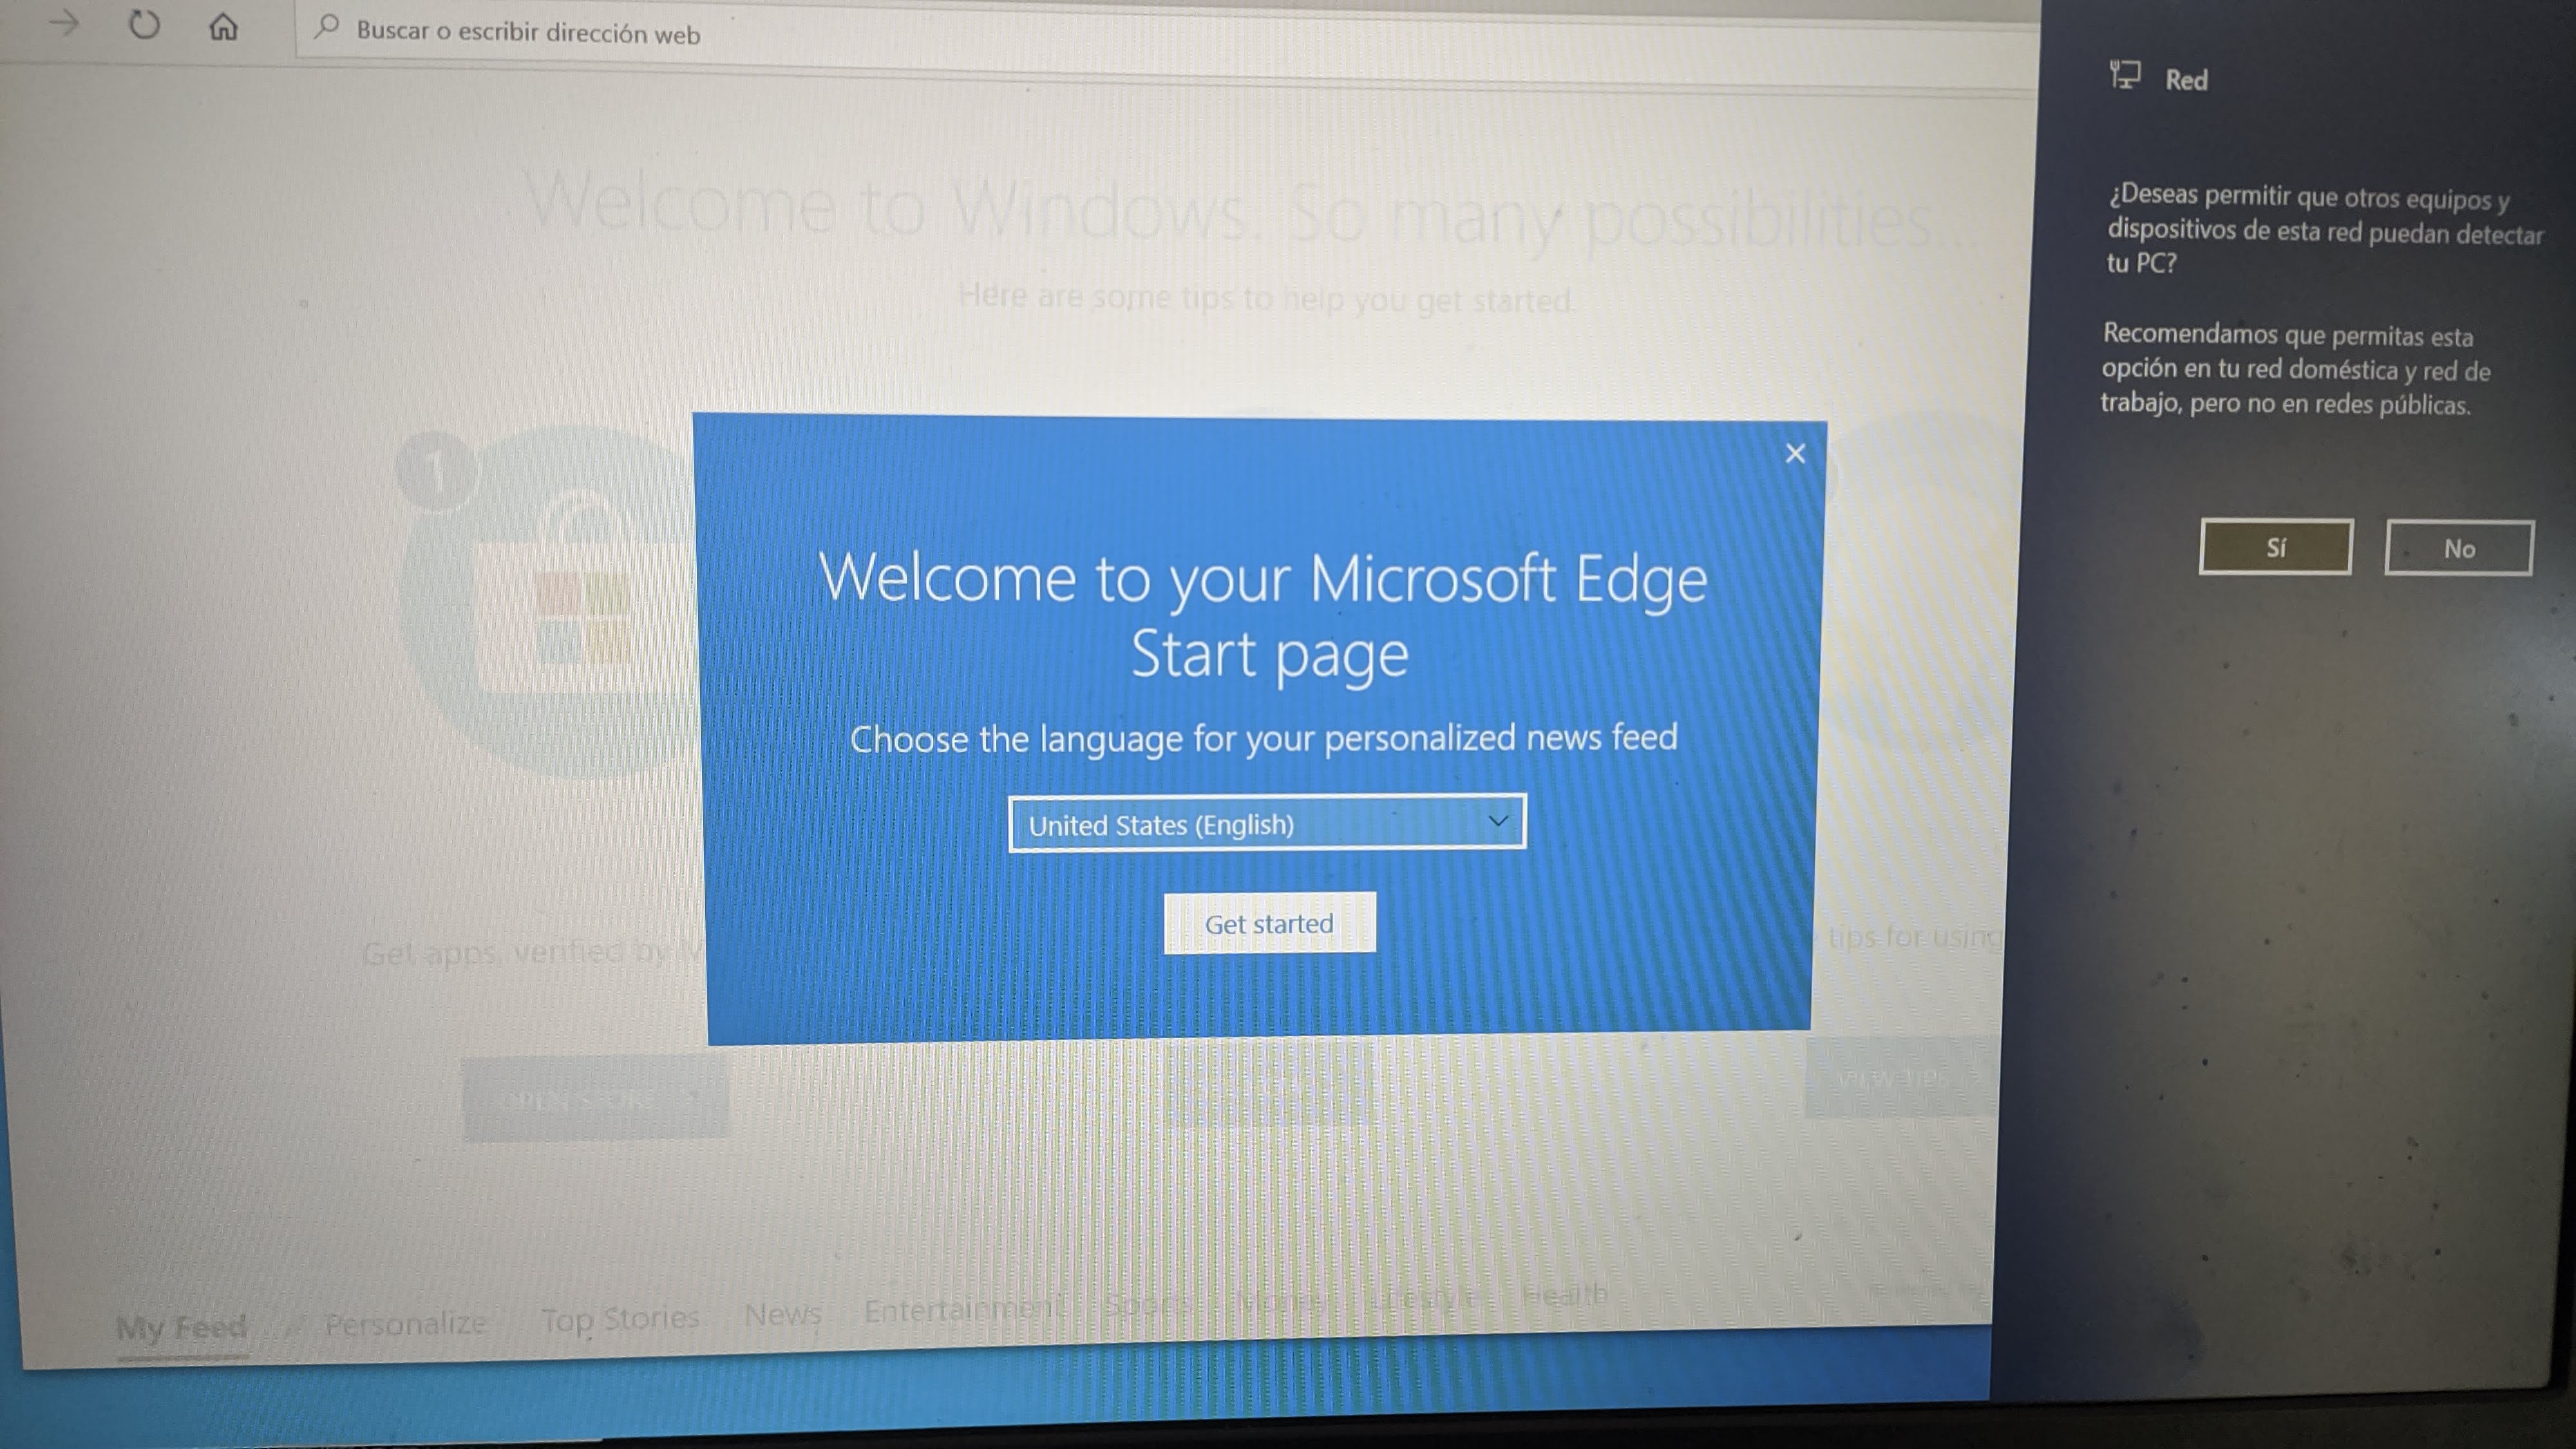 Buscar o escribir dirección web
Welcome to Windows. So many possibilities...
Here are some tips to help you get started.
1
Welcome to your Microsoft Edge
Start page
Choose the language for your personalized news feed
United States (English)
Get started
Get apps, verified by
tips for using
OPEN STORE
VIEW TIPS
My Feed
Personalize
Top Stories
News
Entertainment
Sports
Money
Lifestyle
Health
Red
¿Deseas permitir que otros equipos y
dispositivos de esta red puedan detectar
tu PC?
Recomendamos que permitas esta
opción en tu red doméstica y red de
trabajo, pero no en redes públicas.
Sí
No